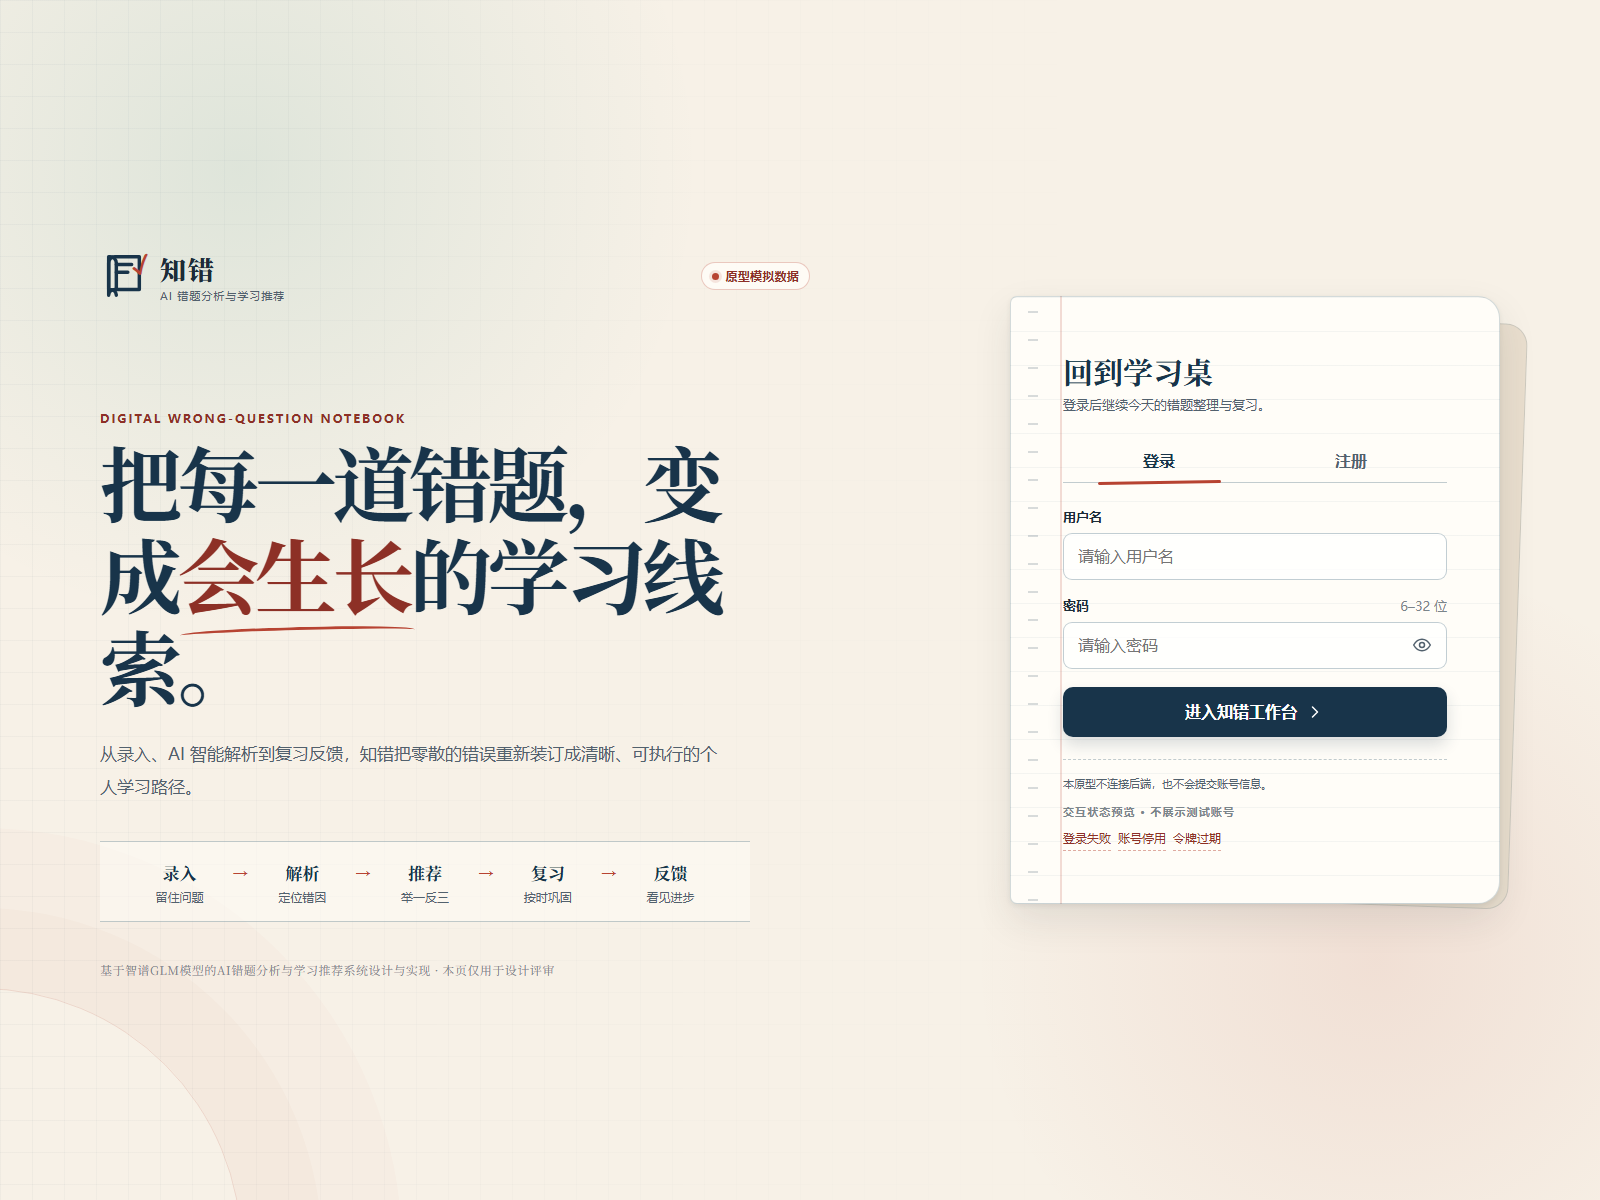 知错
AI 错题分析与学习推荐
原型模拟数据
DIGITAL WRONG-QUESTION NOTEBOOK
把每一道错题，变
成会生长的学习线
索。
从录入、AI 智能解析到复习反馈，知错把零散的错误重新装订成清晰、可执行的个
人学习路径。
录入 → 解析 → 推荐 → 复习 → 反馈
留住问题 定位错因 举一反三 按时巩固 看见进步
基于智谱GLM模型的AI错题分析与学习推荐系统设计与实现 · 本页仅用于设计评审
回到学习桌
登录后继续今天的错题整理与复习。
登录 注册
用户名
请输入用户名
密码 6–32 位
请输入密码
进入知错工作台
本原型不连接后端，也不会提交账号信息。
交互状态预览 • 不展示测试账号
登录失败 账号停用 令牌过期